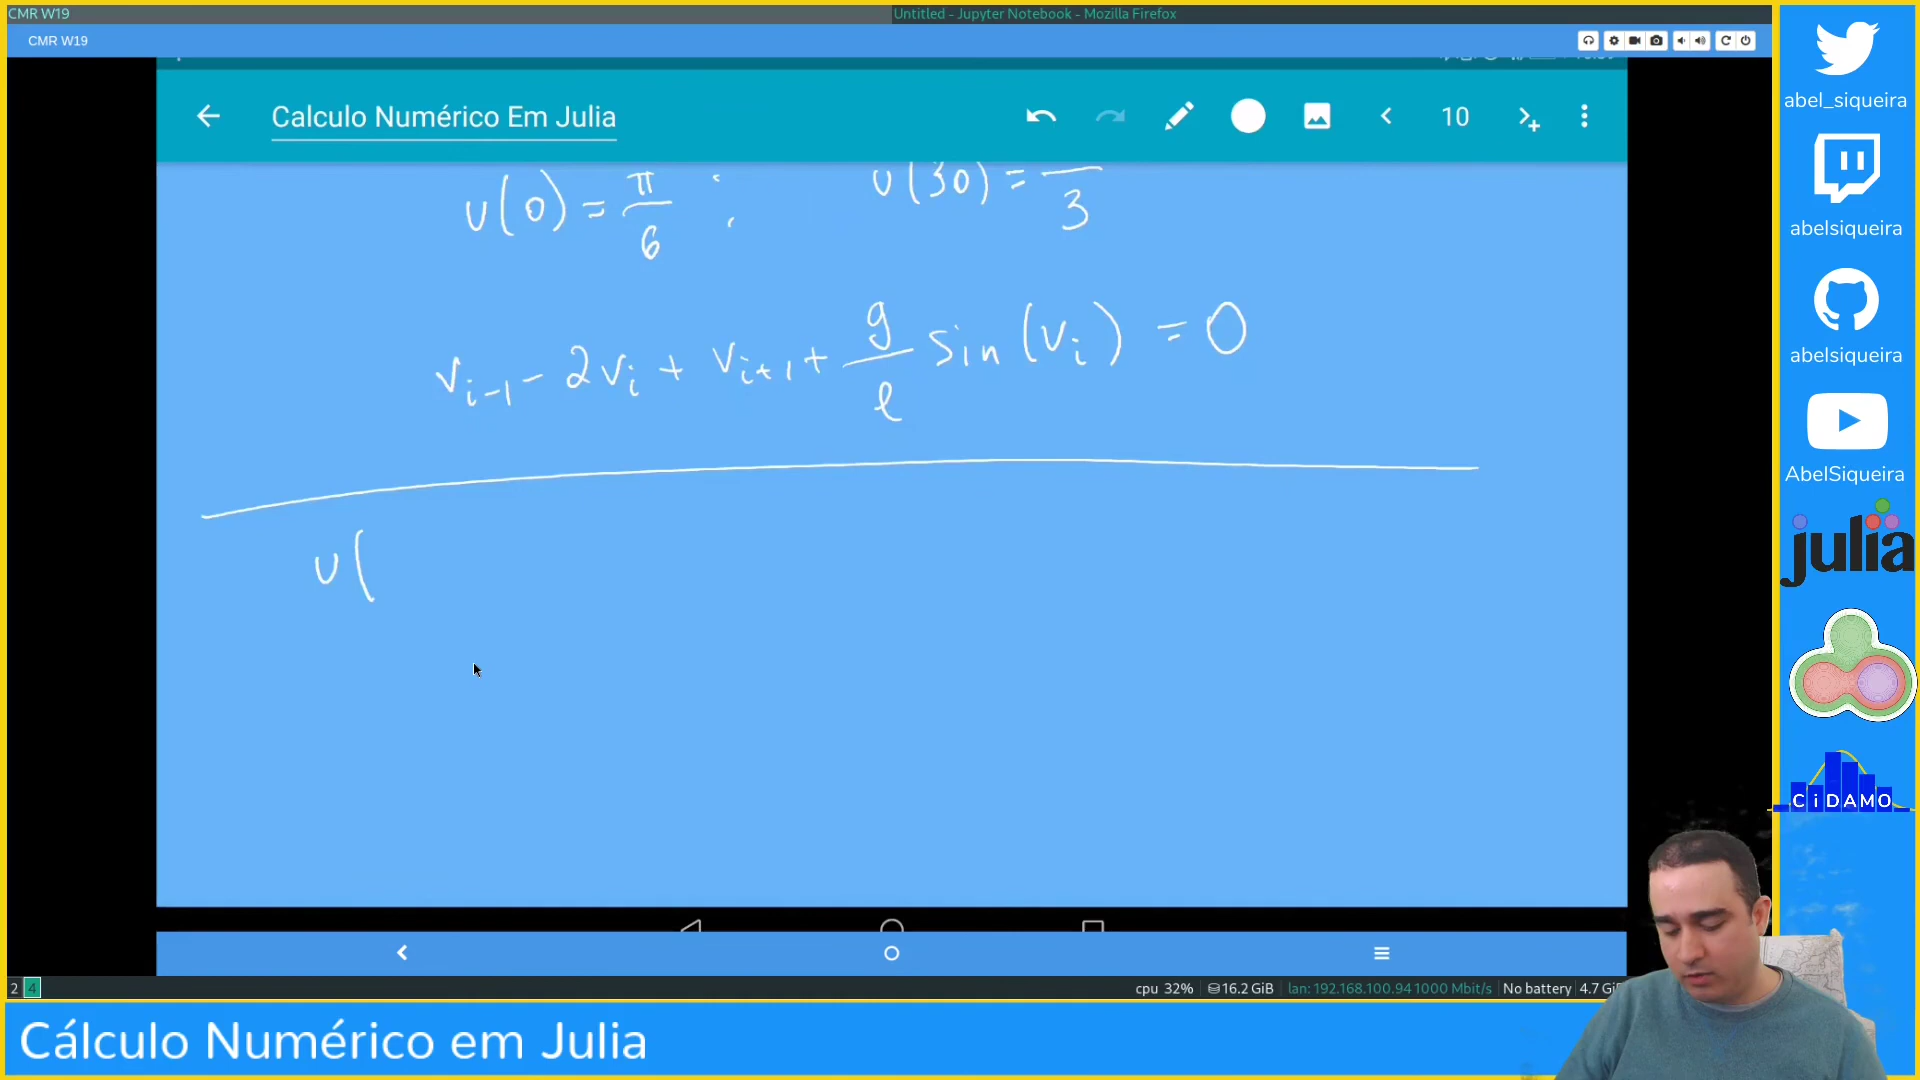 CMR W19
Untitled - Jupyter Notebook - Mozilla Firefox
CMR W19
Calculo Numérico Em Julia
10
u(0) = π/6 ; u(30) = /3
v_{i-1} - 2v_i + v_{i+1} + g/l sin(v_i) = 0
u(
abel_siqueira
abelsiqueira
abelsiqueira
AbelSiqueira
julia
CiDAMO
2 4
cpu 32% 16.2 GiB lan: 192.168.100.94 1000 Mbit/s No battery 4.7
Cálculo Numérico em Julia